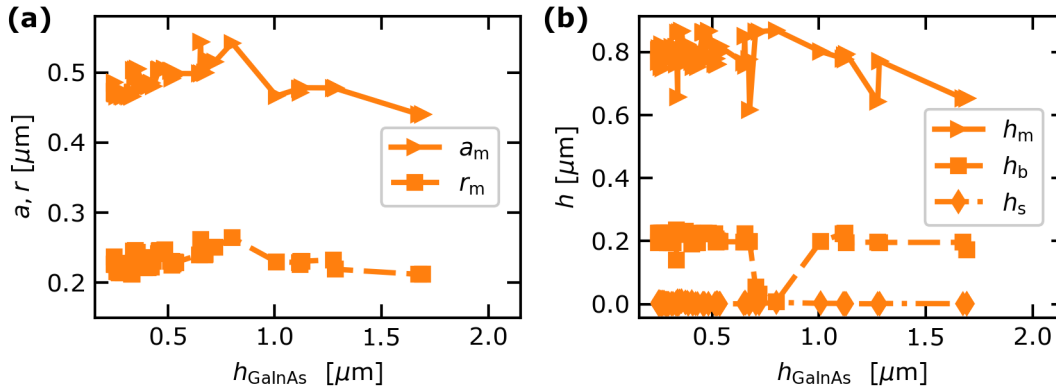 (a)
0.5
0.4
0.3
0.2
a, r [μm]
a_m
r_m
0.5 1.0 1.5 2.0
h_GaInAs [μm]
(b)
0.8
0.6
0.4
0.2
0.0
h [μm]
h_m
h_b
h_s
0.5 1.0 1.5 2.0
h_GaInAs [μm]